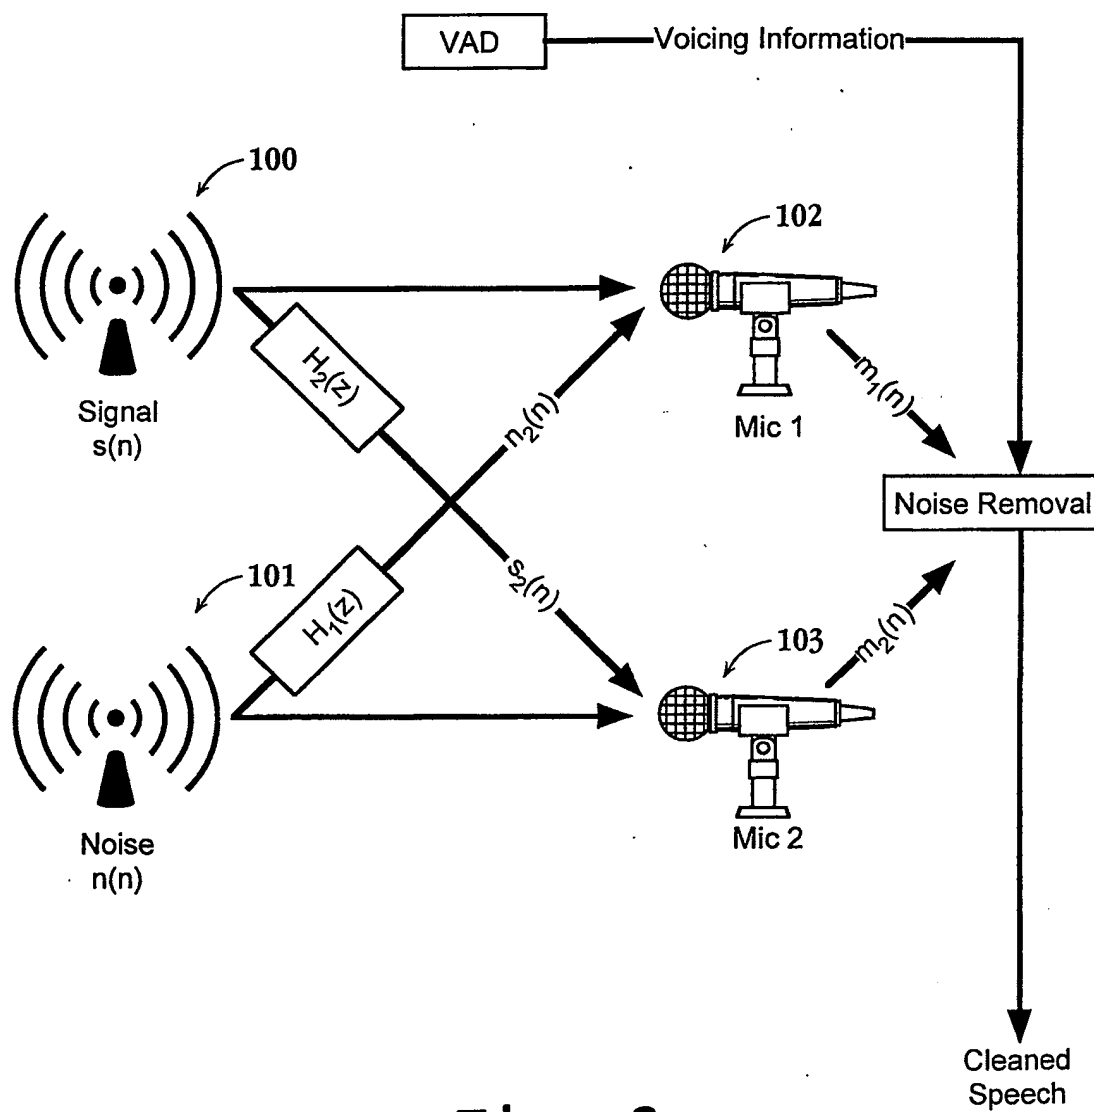 VAD
Voicing Information
100
102
Signal
s(n)
H₂(z)
n₂(n)
Mic 1
m₁(n)
Noise Removal
101
H₁(z)
s₂(n)
103
m₂(n)
Noise
n(n)
Mic 2
Cleaned
Speech